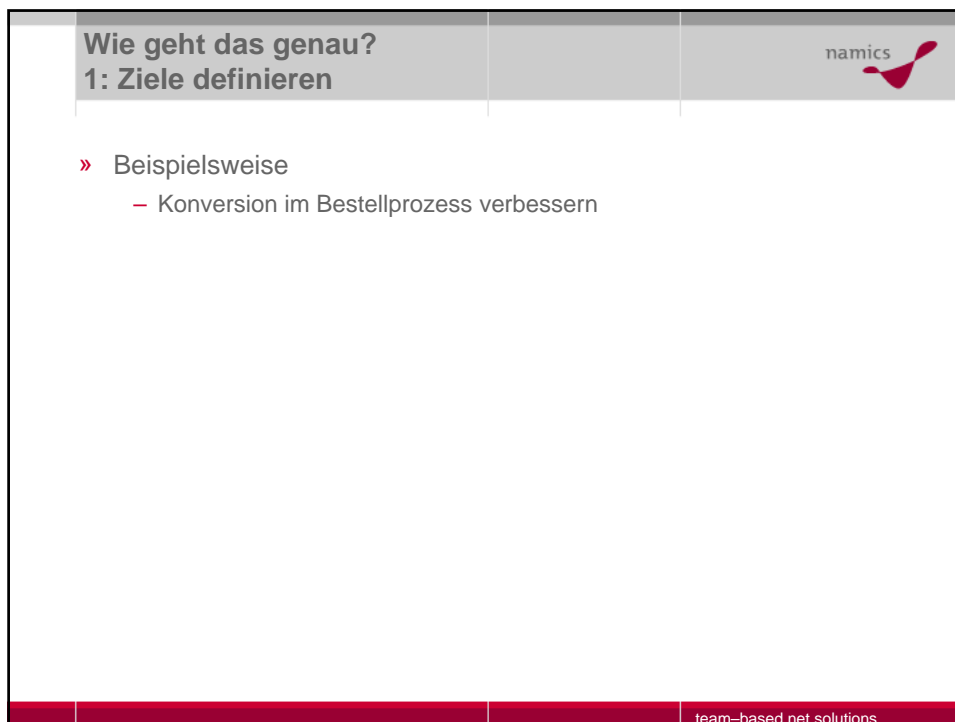 Wie geht das genau?
1: Ziele definieren
namics
» Beispielsweise
– Konversion im Bestellprozess verbessern
team–based net solutions